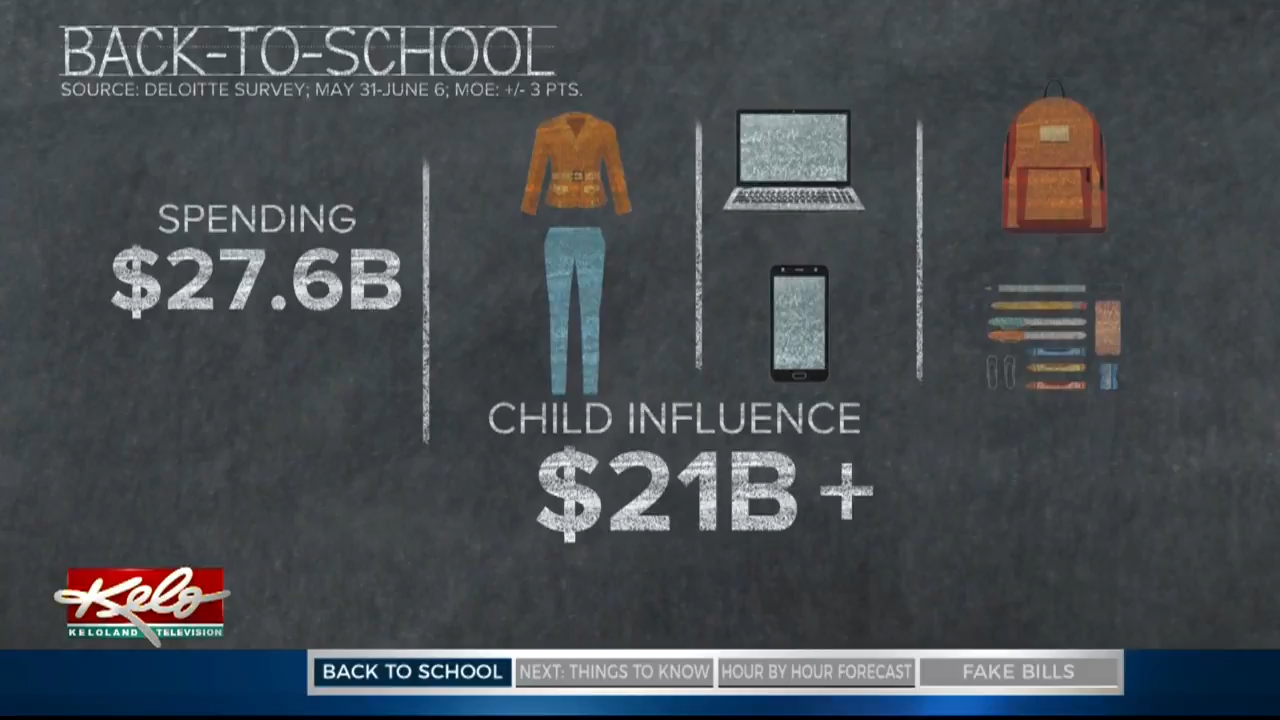 BACK-TO-SCHOOL
SOURCE: DELOITTE SURVEY; MAY 31-JUNE 6; MOE: +/- 3 PTS.
SPENDING
$27.6B
CHILD INFLUENCE
$21B +
Kelo
KELOLAND TELEVISION
BACK TO SCHOOL
NEXT: THINGS TO KNOW
HOUR BY HOUR FORECAST
FAKE BILLS